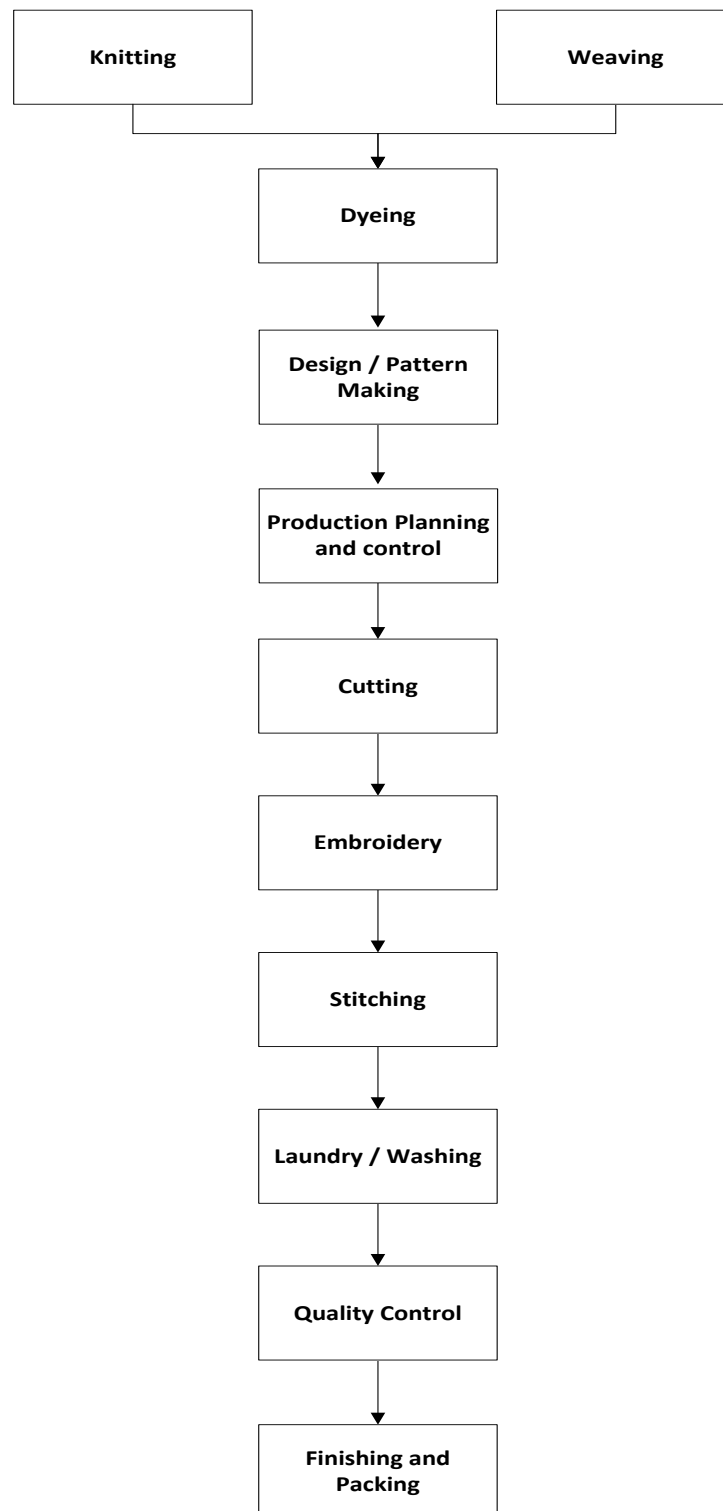 Knitting
Weaving
Dyeing
Design / Pattern
Making
Production Planning
and control
Cutting
Embroidery
Stitching
Laundry / Washing
Quality Control
Finishing and
Packing